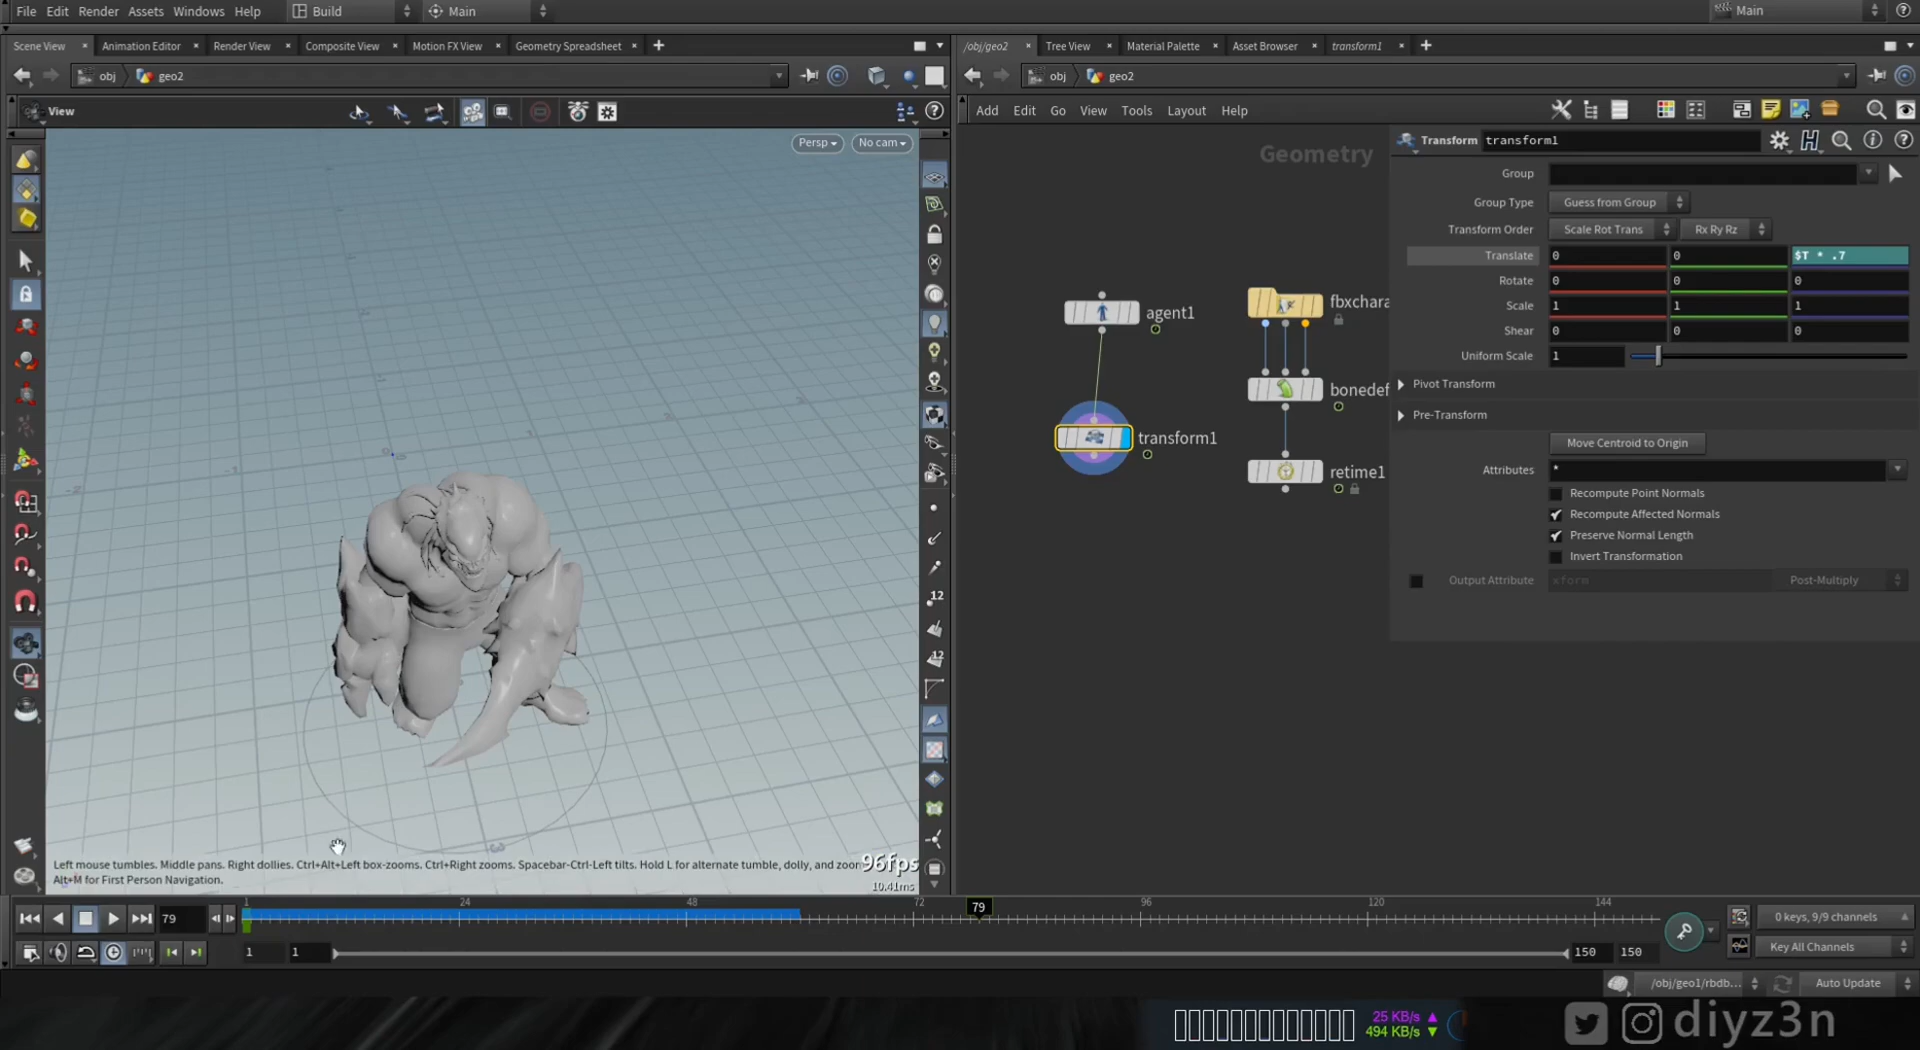 File Edit Render Assets Windows Help Build Main Main
Scene View Animation Editor Render View Composite View Motion FX View Geometry Spreadsheet
/obj/geo2 Tree View Material Palette Asset Browser transform1
obj geo2
obj geo2
View
Persp No cam
Add Edit Go View Tools Layout Help
Geometry
agent1
fbxchara
bonedef
transform1
retime1
Transform transform1
Group
Group Type Guess from Group
Transform Order Scale Rot Trans Rx Ry Rz
Translate 0 0 $T * .7
Rotate 0 0 0
Scale 1 1 1
Shear 0 0 0
Uniform Scale 1
Pivot Transform
Pre-Transform
Move Centroid to Origin
Attributes *
Recompute Point Normals
Recompute Affected Normals
Preserve Normal Length
Invert Transformation
Output Attribute xform Post-Multiply
12
12
Left mouse tumbles. Middle pans. Right dollies. Ctrl+Alt+Left box-zooms. Ctrl+Right zooms. Spacebar-Ctrl-Left tilts. Hold L for alternate tumble, dolly, and zoo
Alt+M for First Person Navigation.
96fps
10.41ms
79 1 24 48 72 79 96 120 144
0 keys, 9/9 channels
1 1 150 150
Key All Channels
/obj/geo1/rbdb... Auto Update
25 KB/s
494 KB/s
diyz3n